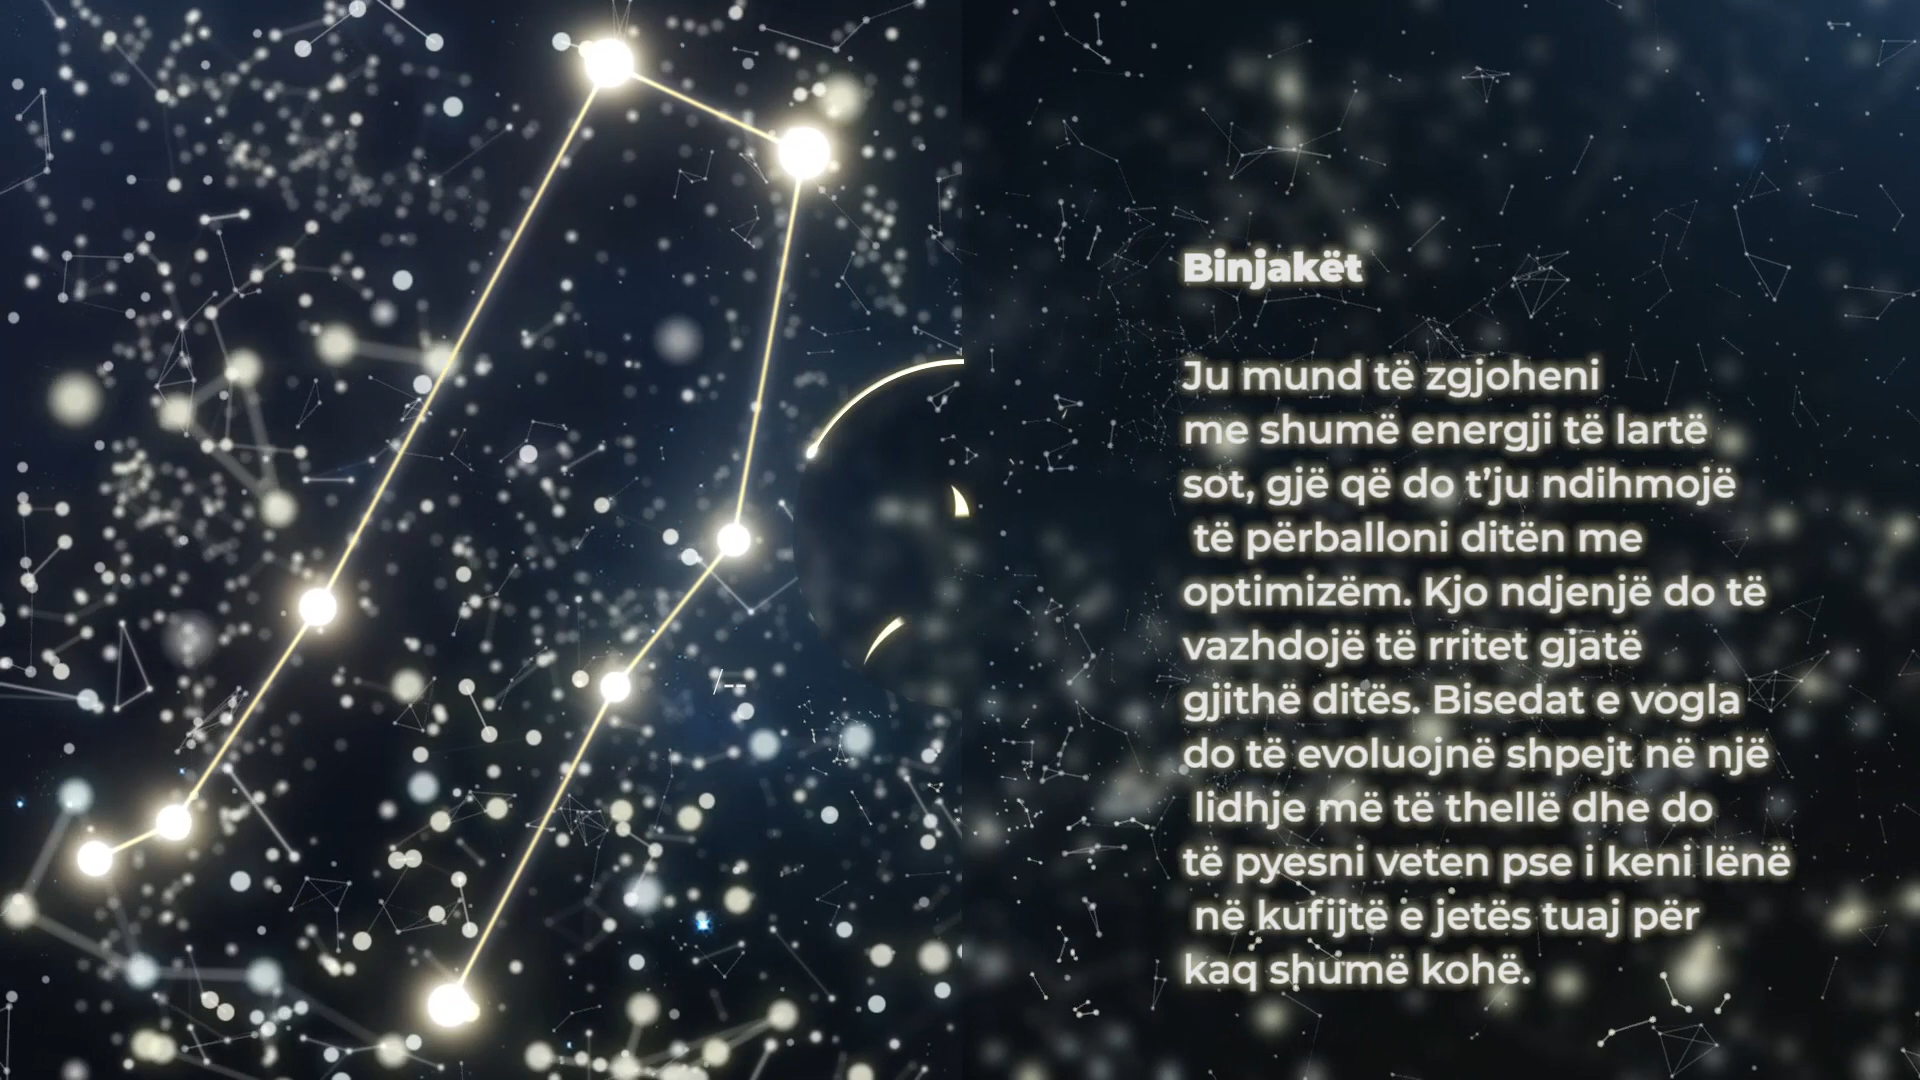 Binjakët
Ju mund të zgjoheni
me shumë energji të lartë
sot, gjë që do t’ju ndihmojë
të përballoni ditën me
optimizëm. Kjo ndjenjë do të
vazhdojë të rritet gjatë
gjithë ditës. Bisedat e vogla
do të evoluojnë shpejt në një
lidhje më të thellë dhe do
të pyesni veten pse i keni lënë
në kufijtë e jetës tuaj për
kaq shumë kohë.